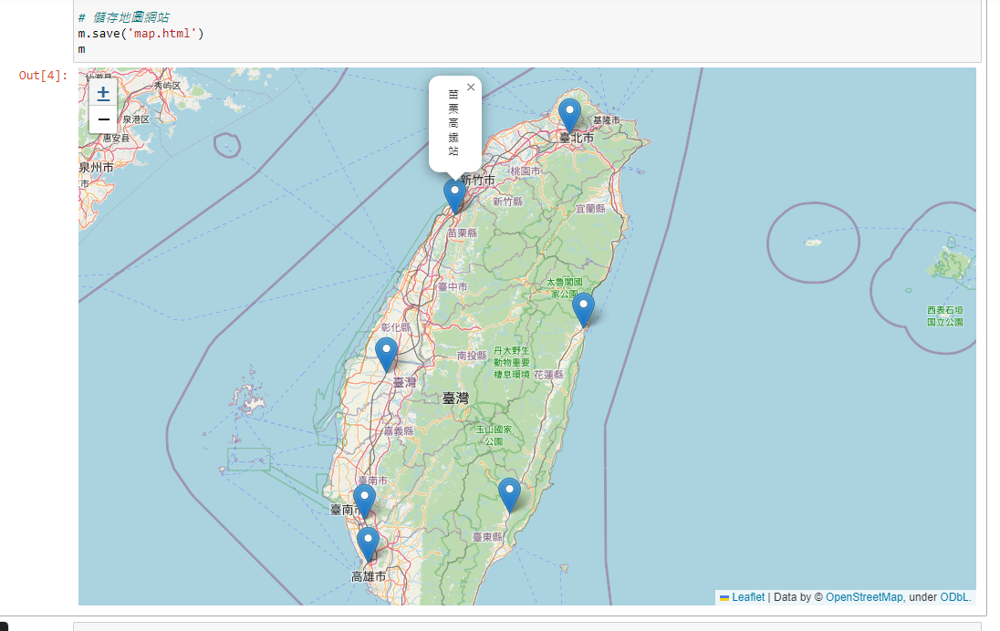 # 儲存地圖網站
m.save('map.html')
m
Out[4]:
秀屿区
+
−
泉港区
惠安县
泉州市
市
×
苗
栗
高
鐵
站
基隆市
臺北市
桃園市
新竹市
新竹縣
宜蘭縣
苗栗縣
臺中市
太魯閣國
家公園
西表石垣
国立公園
彰化縣
南投縣
丹大野生
動物重要
棲息環境
花蓮縣
臺灣
臺灣
嘉義縣
玉山國家
公園
臺南市
臺南市
臺東縣
高雄市
Leaflet | Data by © OpenStreetMap, under ODbL.